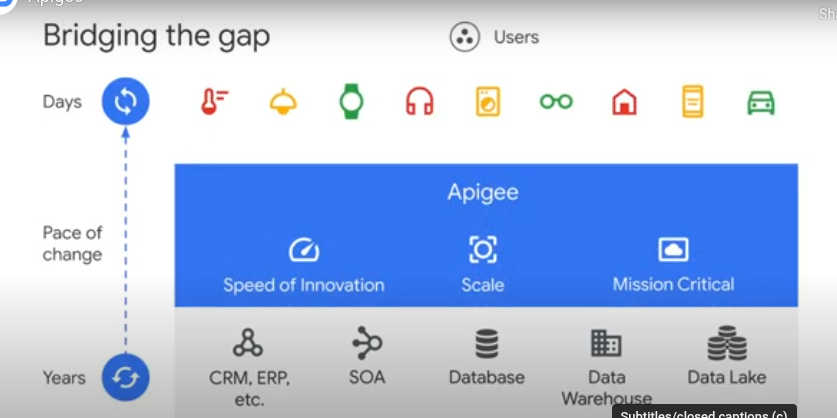 Apigee
Sh
Bridging the gap
Users
Days
Apigee
Pace of
change
Speed of Innovation
Scale
Mission Critical
Years
CRM, ERP,
etc.
SOA
Database
Data
Warehouse
Data Lake
Subtitles/closed captions (c)